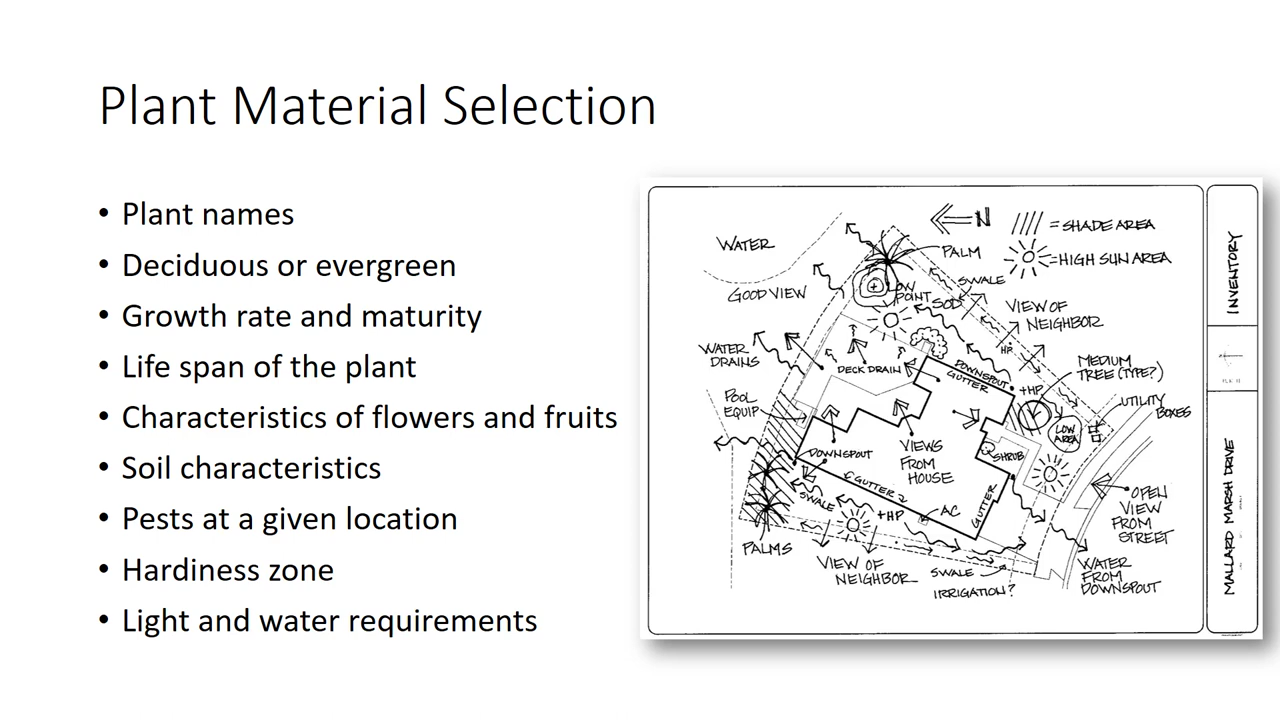 Plant Material Selection
• Plant names
• Deciduous or evergreen
• Growth rate and maturity
• Life span of the plant
• Characteristics of flowers and fruits
• Soil characteristics
• Pests at a given location
• Hardiness zone
• Light and water requirements
N
= SHADE AREA
= HIGH SUN AREA
WATER
PALM
GOOD VIEW
SWALE
LOW
POINT
SOD
VIEW OF
NEIGHBOR
HP
WATER
DRAINS
DECK DRAIN
DOWNSPOUT
GUTTER
MEDIUM
TREE (TYPE?)
+HP
POOL
EQUIP
UTILITY
BOXES
LOW
AREA
DOWNSPOUT
VIEWS
FROM
HOUSE
SHRUB
GUTTER
SWALE
+HP
AC
GUTTER
OPEN
VIEW
FROM
STREET
PALMS
VIEW OF
NEIGHBOR
SWALE
IRRIGATION?
WATER
FROM
DOWNSPOUT
INVENTORY
MALLARD MARSH DRIVE